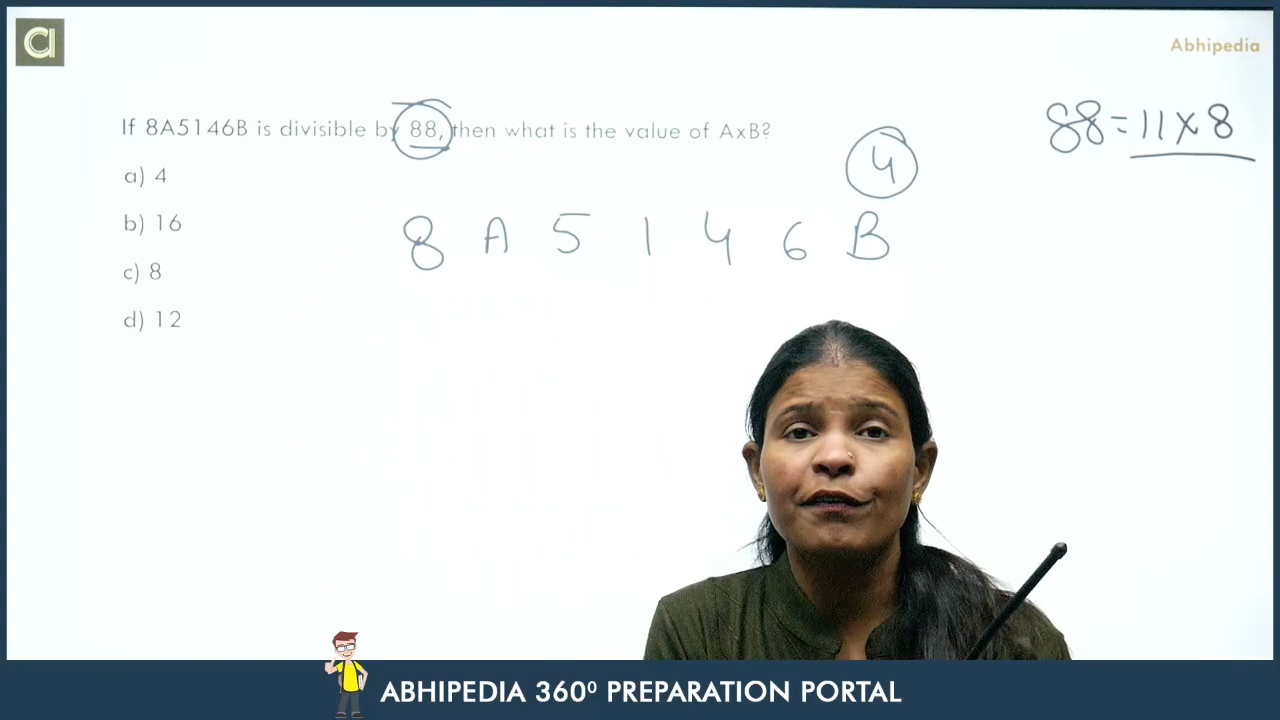 Abhipedia
If 8A5146B is divisible by 88, then what is the value of AxB?
88 = 11 x 8
a) 4
4
b) 16
8 A 5 1 4 6 B
c) 8
d) 12
ABHIPEDIA 360⁰ PREPARATION PORTAL